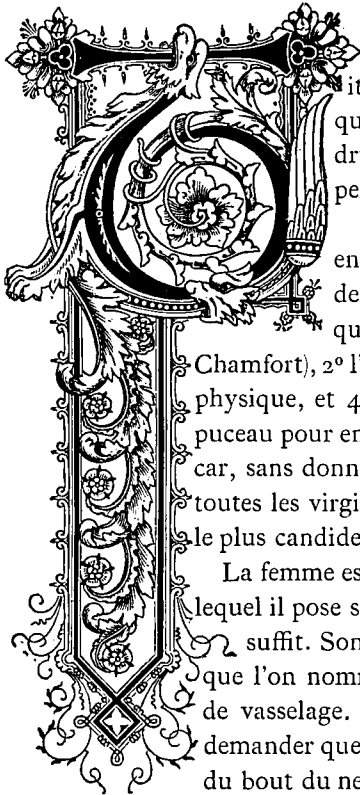 it
qu
dr
pe
en
de
qu
Chamfort), 2º l'
physique, et 4
puceau pour en
car, sans donn
toutes les virgi
le plus candide
La femme es
lequel il pose s
suffit. Son
que l'on nom
de vasselage.
demander que
du bout du ne